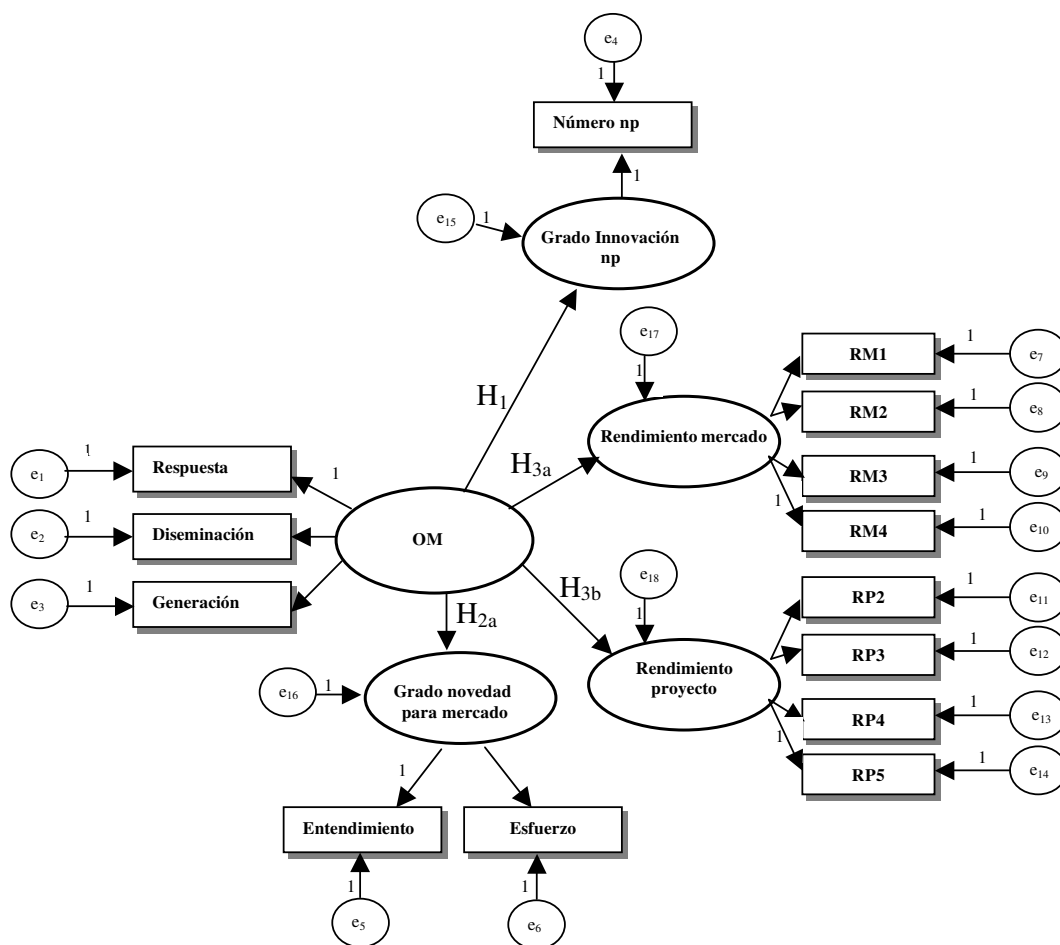 e4
1
Número np
1
e15
1
Grado Innovación
np
e17
1
RM1
1
e7
H1
RM2
1
e8
Rendimiento mercado
H3a
e1
1
Respuesta
1
RM3
1
e9
1
e2
1
Diseminación
OM
RM4
1
e10
e18
H3b
e3
1
Generación
1
RP2
1
e11
H2a
RP3
1
e12
Rendimiento
proyecto
e16
1
Grado novedad
para mercado
RP4
1
e13
1
RP5
1
e14
1
Entendimiento
Esfuerzo
1
1
e5
e6